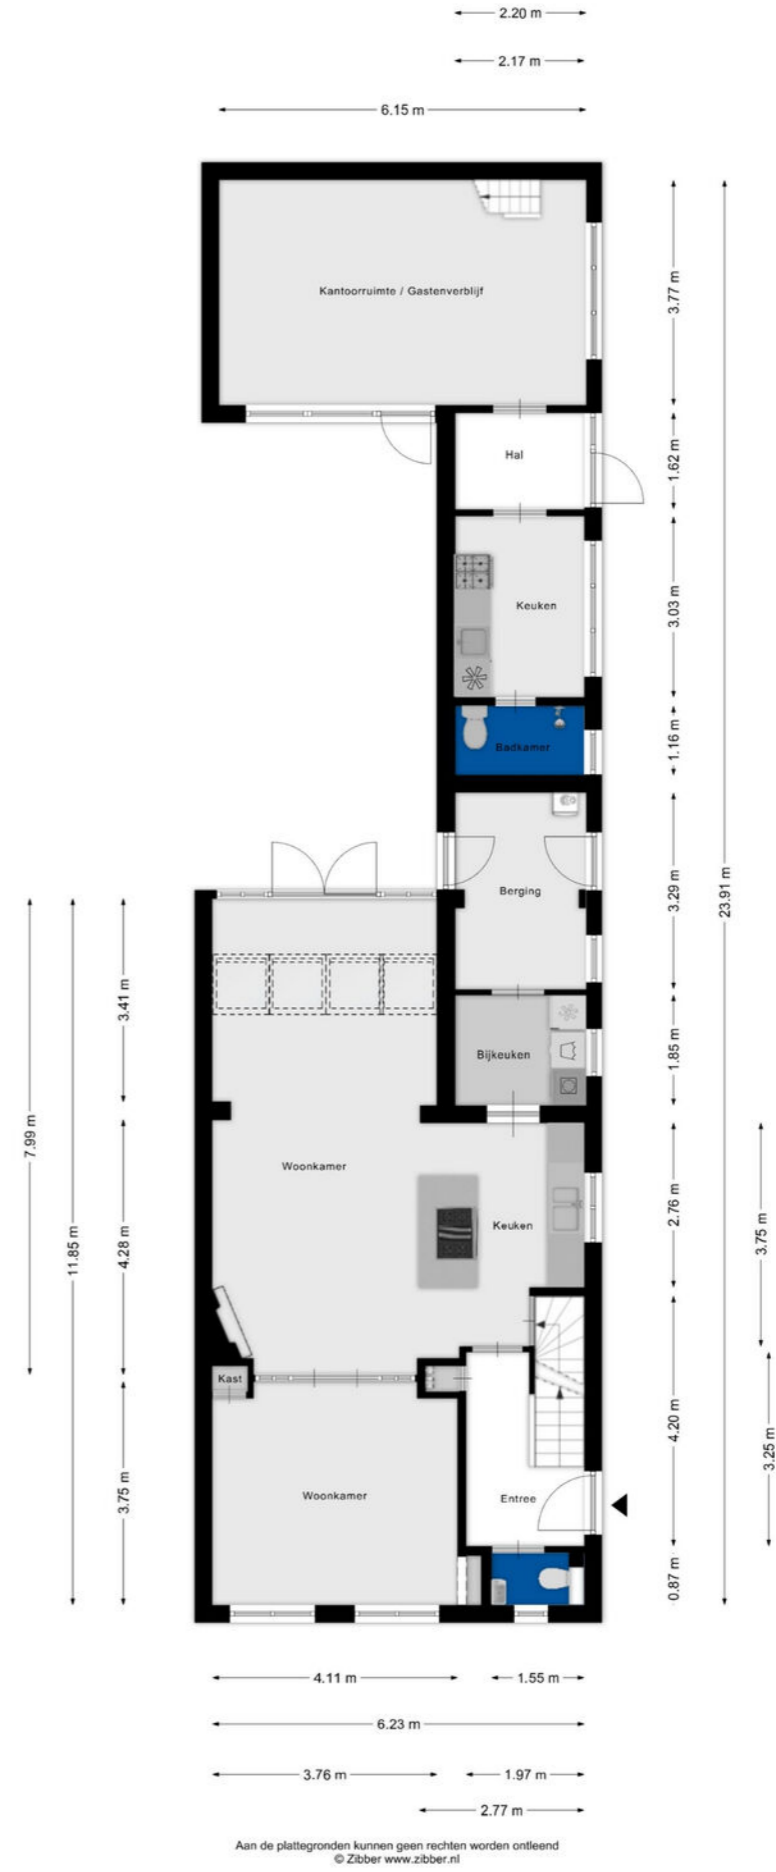 2.20 m
2.17 m
6.15 m
Kantoorruimte / Gastenverblijf
3.77 m
Hal
1.62 m
Keuken
3.03 m
Badkamer
1.16 m
Berging
3.29 m
23.91 m
3.41 m
Bijkeuken
1.85 m
7.99 m
Woonkamer
11.85 m
4.28 m
Keuken
2.76 m
3.75 m
Kast
4.20 m
3.25 m
3.75 m
Woonkamer
Entree
0.87 m
4.11 m
1.55 m
6.23 m
3.76 m
1.97 m
2.77 m
Aan de plattegronden kunnen geen rechten worden ontleend
© Zibber www.zibber.nl